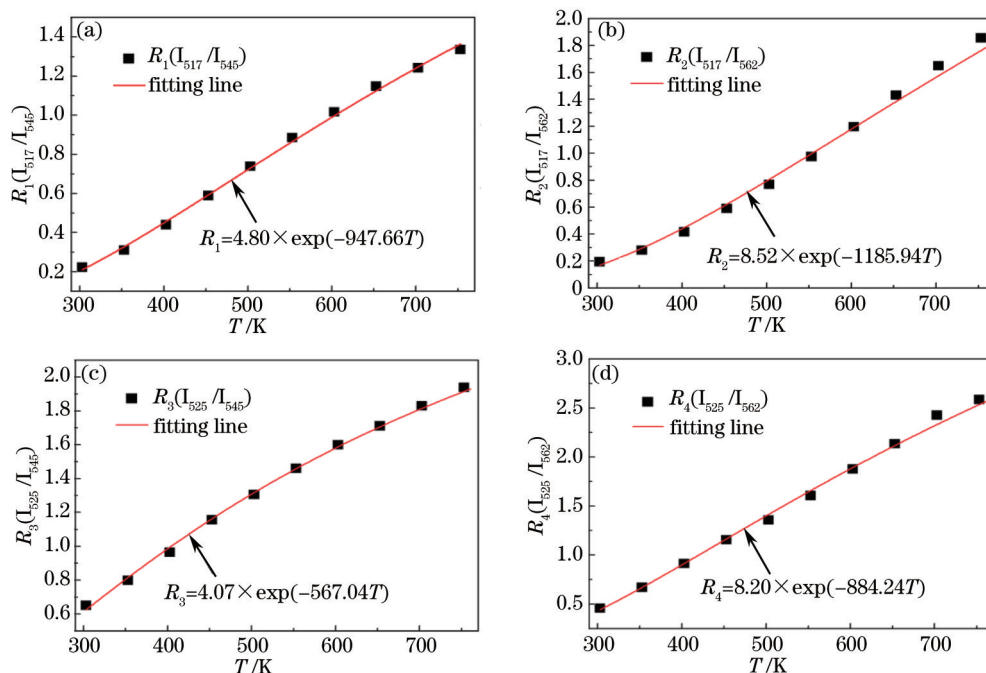 (a)
R₁(I₅₁₇/I₅₄₅)
fitting line
R₁=4.80×exp(−947.66T)
R₁(I₅₁₇/I₅₄₅)
1.4
1.2
1.0
0.8
0.6
0.4
0.2
300 400 500 600 700
T /K
(b)
R₂(I₅₁₇/I₅₆₂)
fitting line
R₂=8.52×exp(−1185.94T)
R₂(I₅₁₇/I₅₆₂)
2.0
1.8
1.6
1.4
1.2
1.0
0.8
0.6
0.4
0.2
0
300 400 500 600 700
T /K
(c)
R₃(I₅₂₅/I₅₄₅)
fitting line
R₃=4.07×exp(−567.04T)
R₃(I₅₂₅/I₅₄₅)
2.0
1.8
1.6
1.4
1.2
1.0
0.8
0.6
300 400 500 600 700
T /K
(d)
R₄(I₅₂₅/I₅₆₂)
fitting line
R₄=8.20×exp(−884.24T)
R₄(I₅₂₅/I₅₆₂)
3.0
2.5
2.0
1.5
1.0
0.5
300 400 500 600 700
T /K